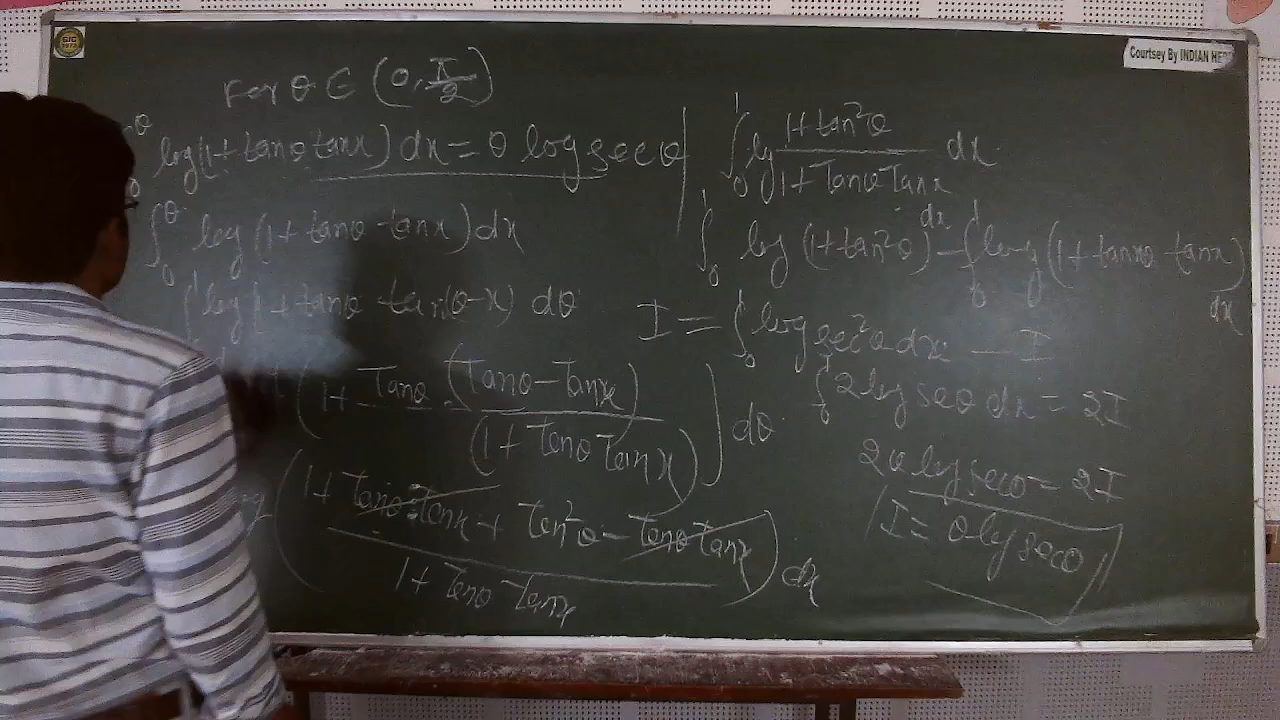 Courtsey By INDIAN HE
For θ ∈ (0, π/2)
∫₀^θ log(1+tanθ tanx) dx = θ log secθ
∫₀^θ log (1+tanθ tanx) dx
∫ log(1+tanθ tan(θ-x) dθ
(1+ Tanθ (Tanθ-Tanx) / (1+Tanθ Tanx)] dθ
(1+ Tanθ Tanx + Tan²θ - Tanθ Tanx / 1+Tanθ Tanx) dx
∫₀ log 1+tan²θ / 1+Tanθ Tanx dx
∫₀ log (1+tan²θ) dx - ∫₀ log (1+tanxθ tanx) dx
I = ∫₀ log sec²θ dx - I
∫₀ 2 log secθ dx = 2I
2θ log secθ = 2I
I = θ log secθ